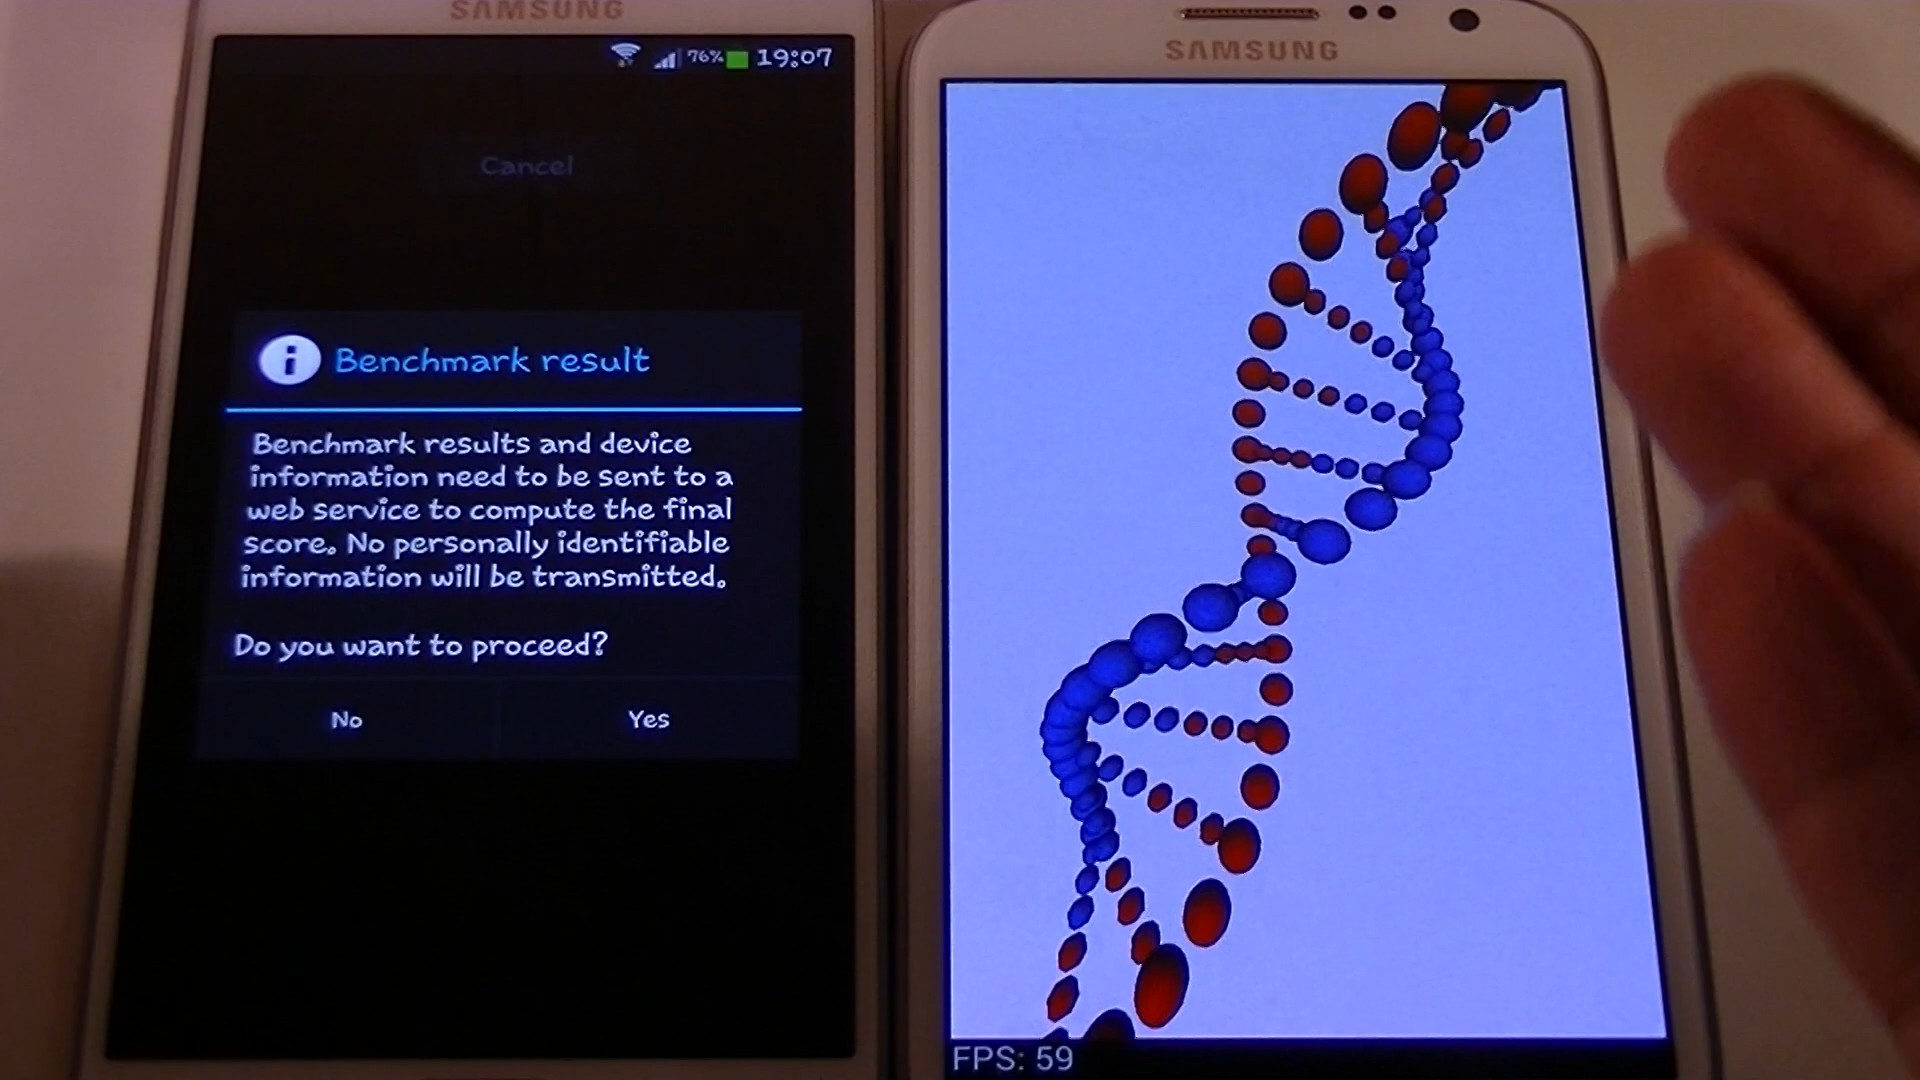 SAMSUNG
76% 19:07
Cancel
Benchmark result
Benchmark results and device
information need to be sent to a
web service to compute the final
score. No personally identifiable
information will be transmitted.
Do you want to proceed?
No Yes
SAMSUNG
FPS: 59